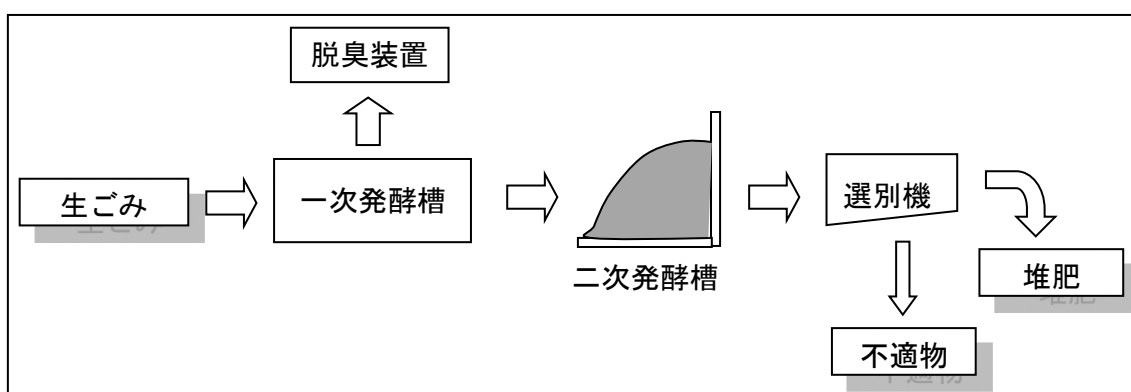 脱臭装置
生ごみ
一次発酵槽
二次発酵槽
選別機
堆肥
不適物